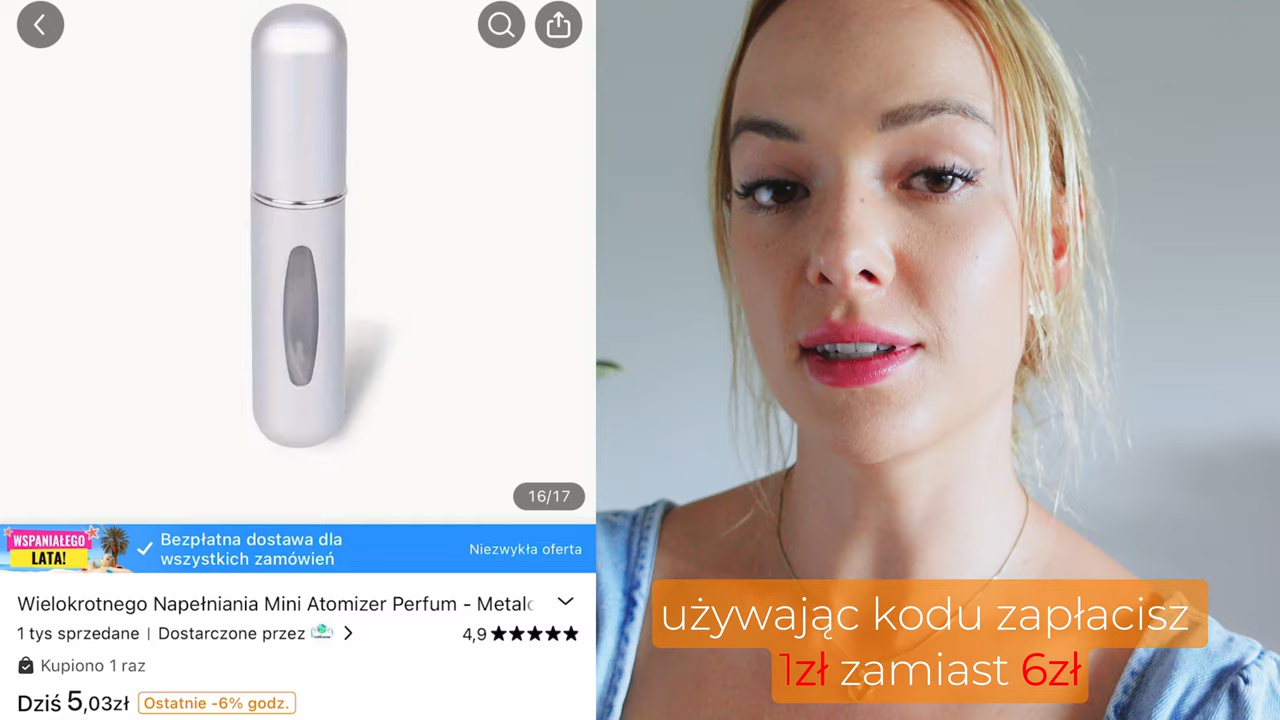 16/17
WSPANIAŁEGO
LATA!
Bezpłatna dostawa dla
wszystkich zamówień
Niezwykła oferta
Wielokrotnego Napełniania Mini Atomizer Perfum - Metalo
1 tys sprzedane | Dostarczone przez
4,9
Kupiono 1 raz
Dziś 5,03zł
Ostatnie -6% godz.
używając kodu zapłacisz
1zł zamiast 6zł